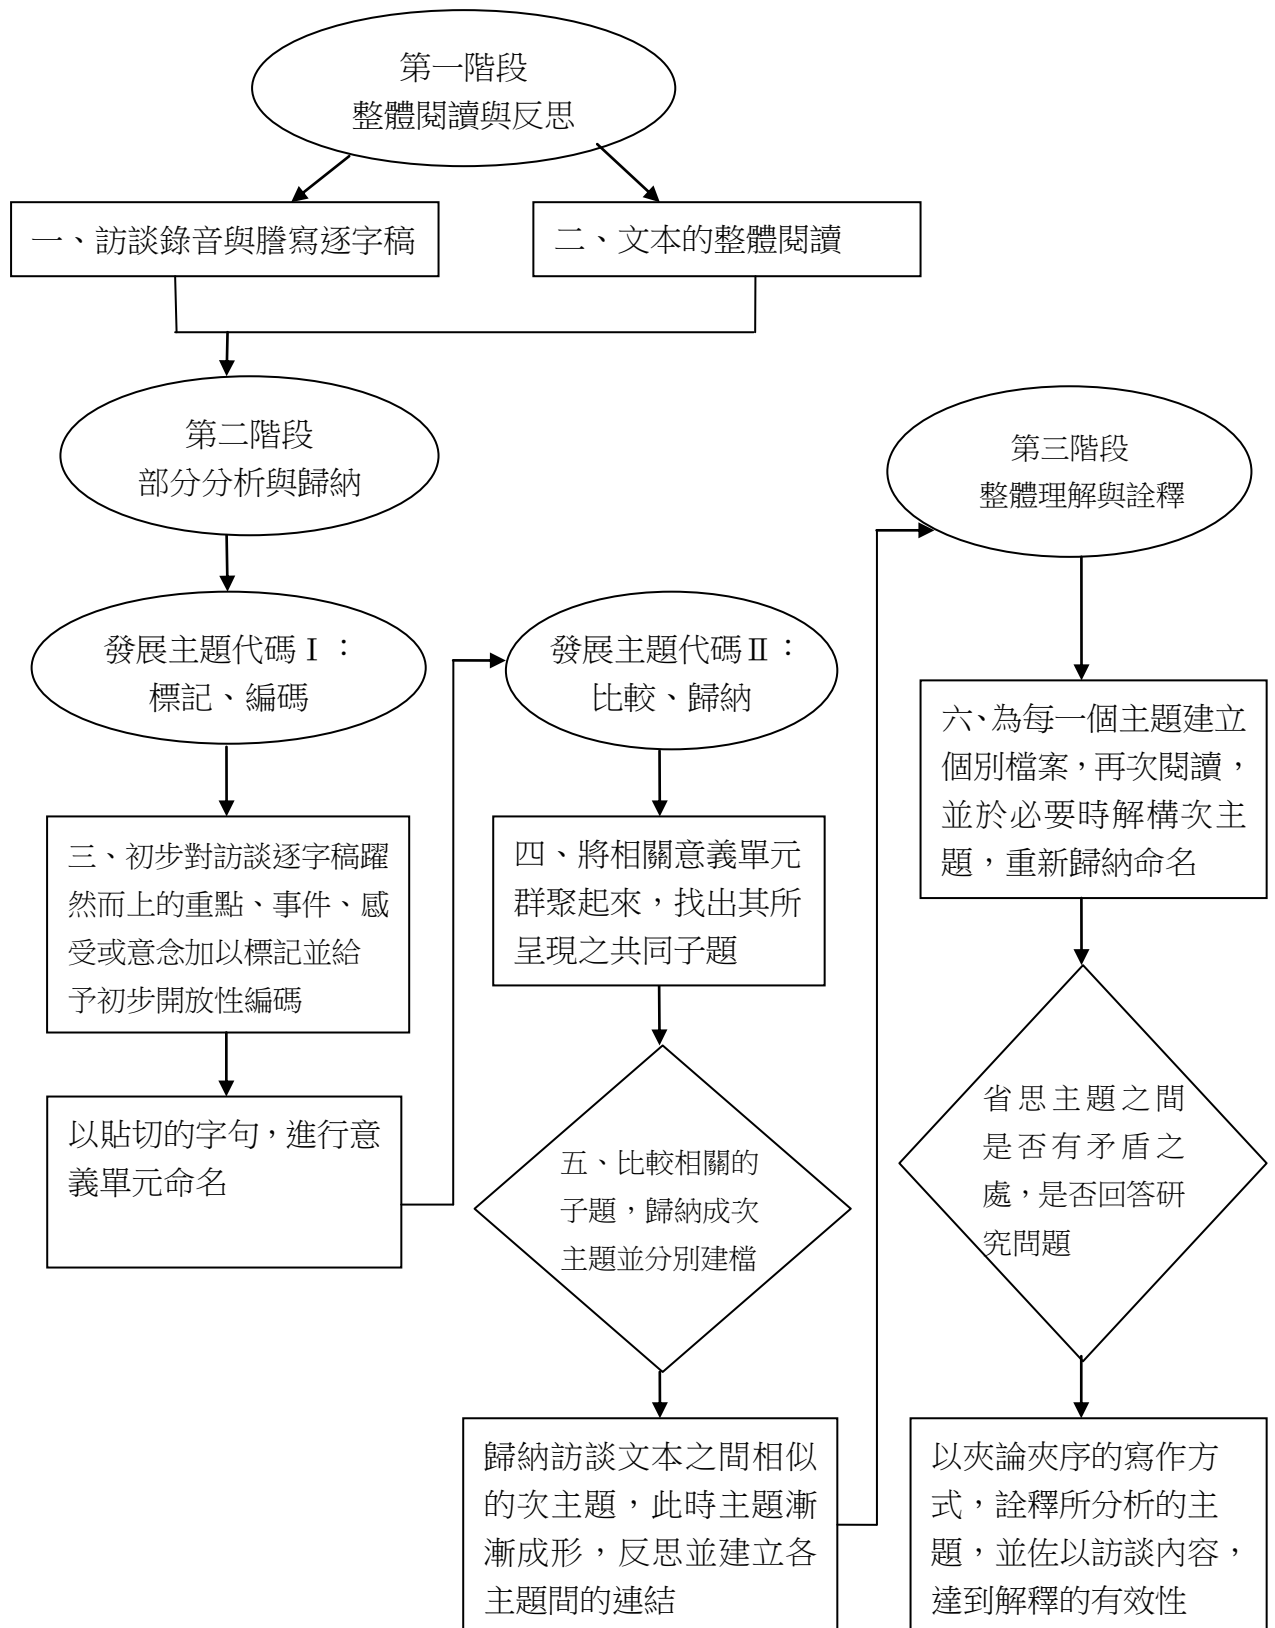 第一階段
整體閱讀與反思
一、訪談錄音與謄寫逐字稿
二、文本的整體閱讀
第二階段
部分分析與歸納
發展主題代碼Ⅰ：
標記、編碼
三、初步對訪談逐字稿躍
然而上的重點、事件、感
受或意念加以標記並給
予初步開放性編碼
以貼切的字句，進行意
義單元命名
發展主題代碼Ⅱ：
比較、歸納
四、將相關意義單元
群聚起來，找出其所
呈現之共同子題
五、比較相關的
子題，歸納成次
主題並分別建檔
歸納訪談文本之間相似
的次主題，此時主題漸
漸成形，反思並建立各
主題間的連結
第三階段
整體理解與詮釋
六、為每一個主題建立
個別檔案，再次閱讀，
並於必要時解構次主
題，重新歸納命名
省思主題之間
是否有矛盾之
處，是否回答研
究問題
以夾論夾序的寫作方
式，詮釋所分析的主
題，並佐以訪談內容，
達到解釋的有效性